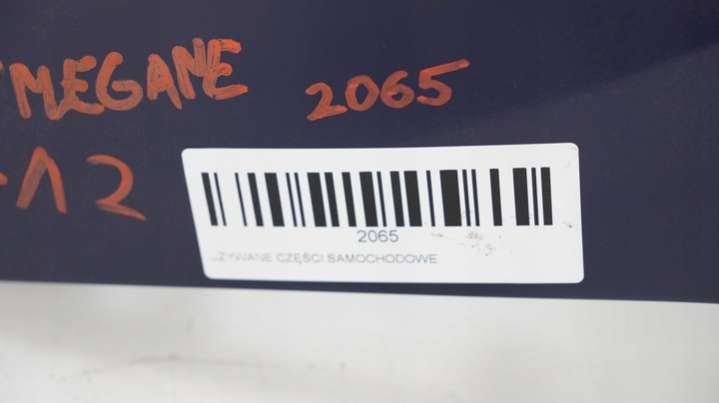 MEGANE 2065
-12
2065
UŻYWANE CZĘŚCI SAMOCHODOWE